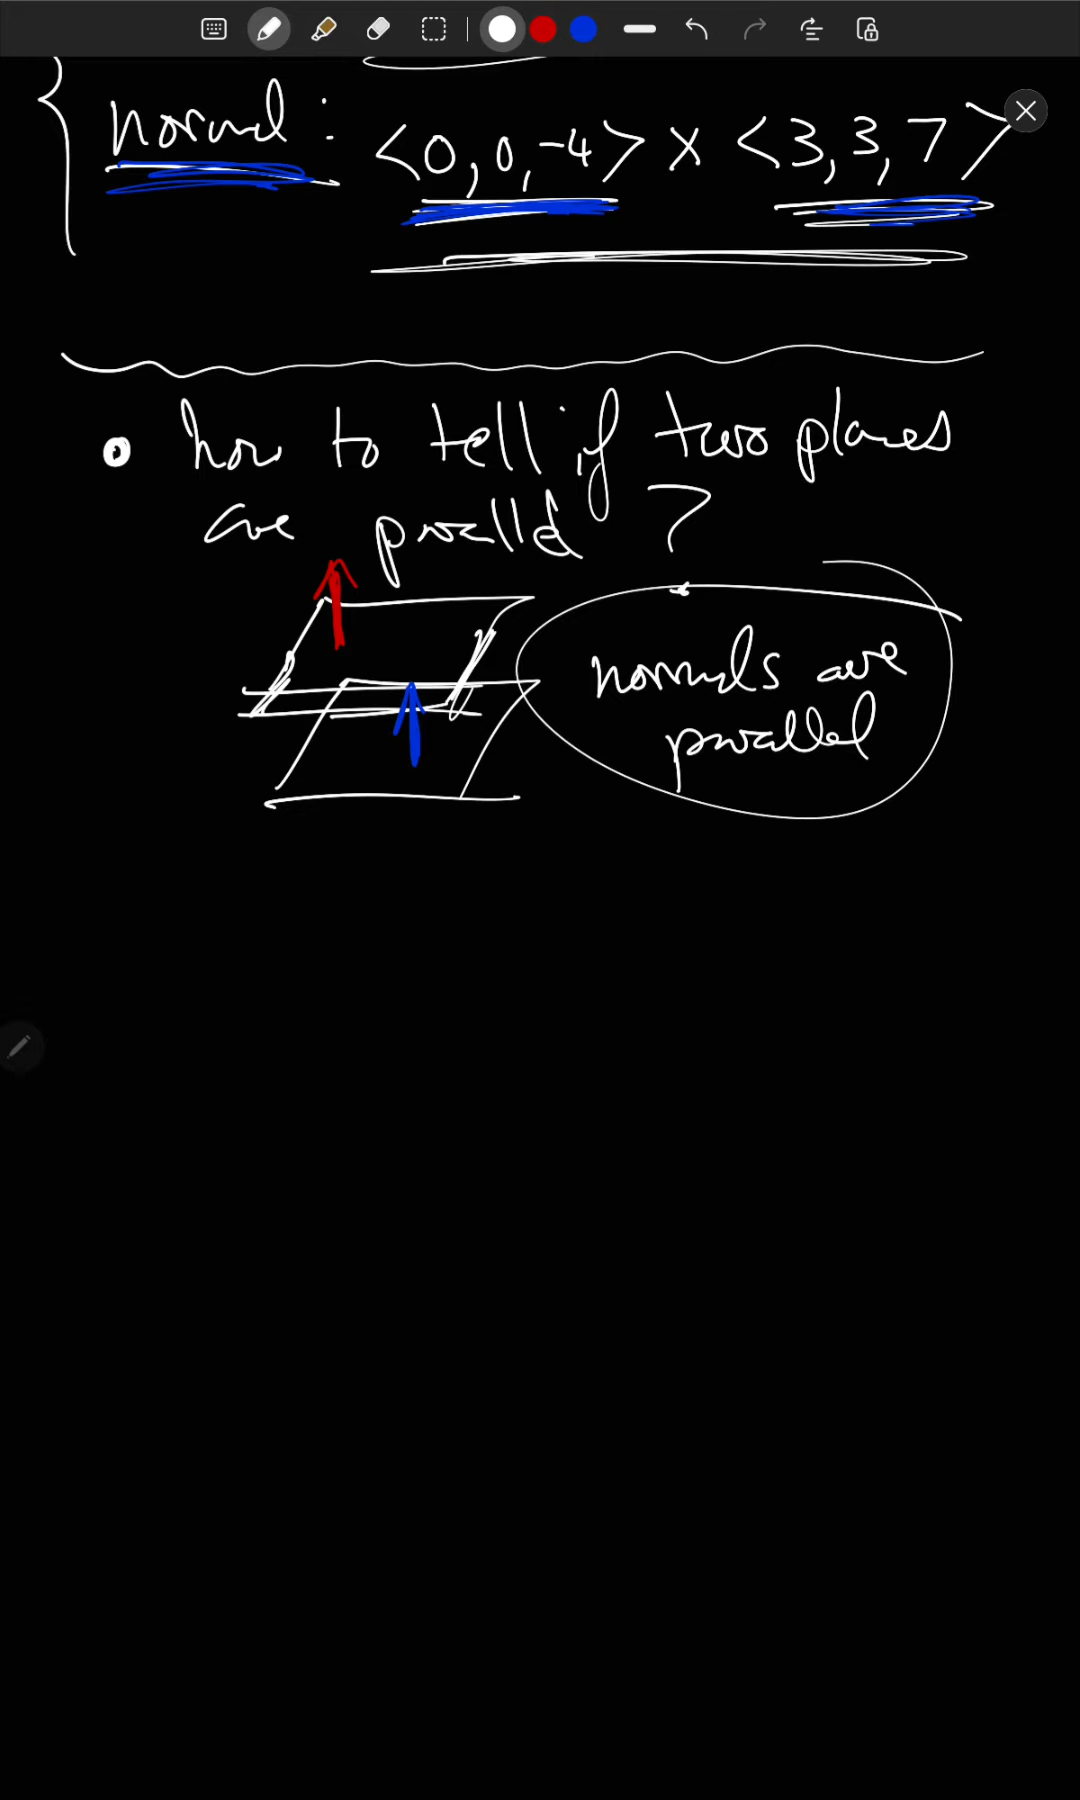 normal : <0, 0, -4> × <3, 3, 7>
how to tell if two planes
are parallel ?
normals are
parallel